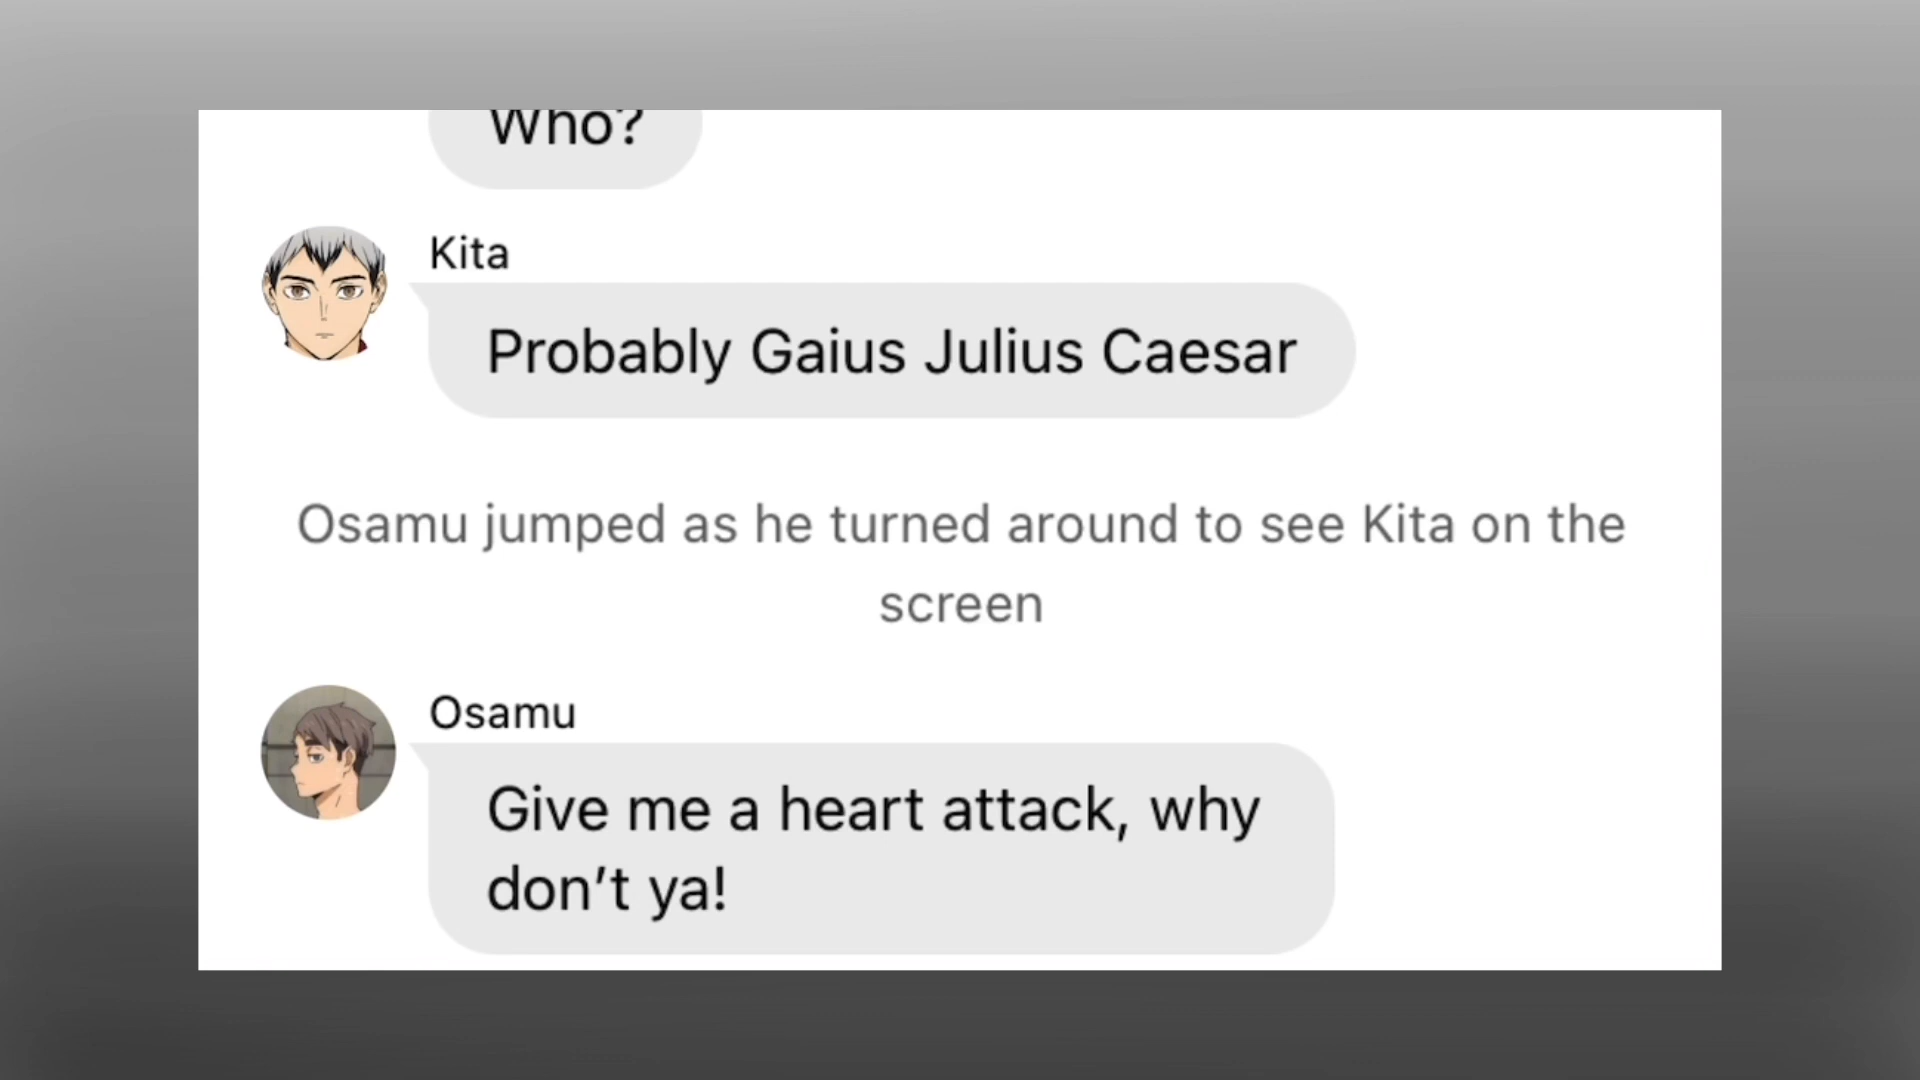 Who?
Kita
Probably Gaius Julius Caesar
Osamu jumped as he turned around to see Kita on the
screen
Osamu
Give me a heart attack, why
don’t ya!